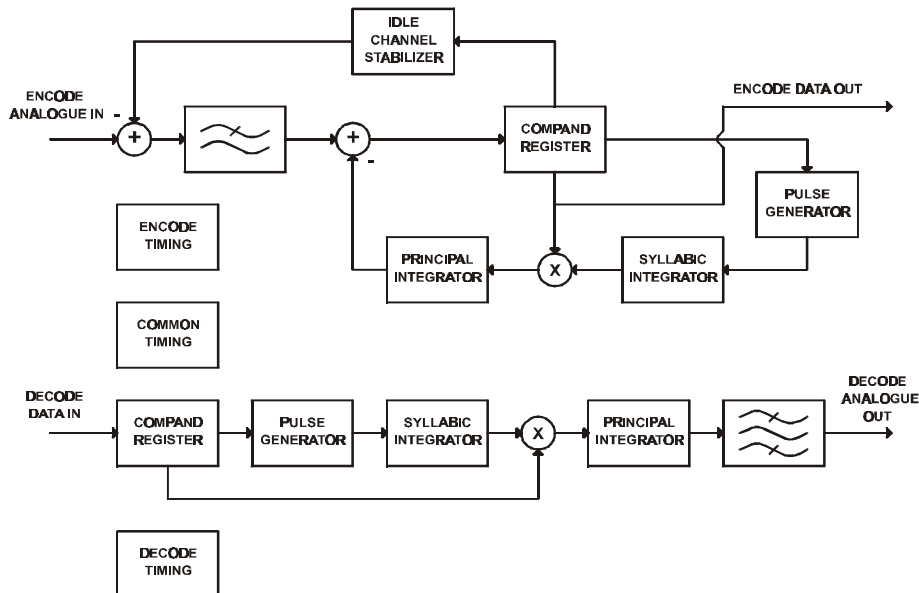 IDLE
CHANNEL
STABILIZER
ENCODE
ANALOGUE IN
-
+
+
-
COMPAND
REGISTER
ENCODE DATA OUT
PULSE
GENERATOR
ENCODE
TIMING
PRINCIPAL
INTEGRATOR
X
SYLLABIC
INTEGRATOR
COMMON
TIMING
DECODE
DATA IN
COMPAND
REGISTER
PULSE
GENERATOR
SYLLABIC
INTEGRATOR
X
PRINCIPAL
INTEGRATOR
DECODE
ANALOGUE
OUT
DECODE
TIMING